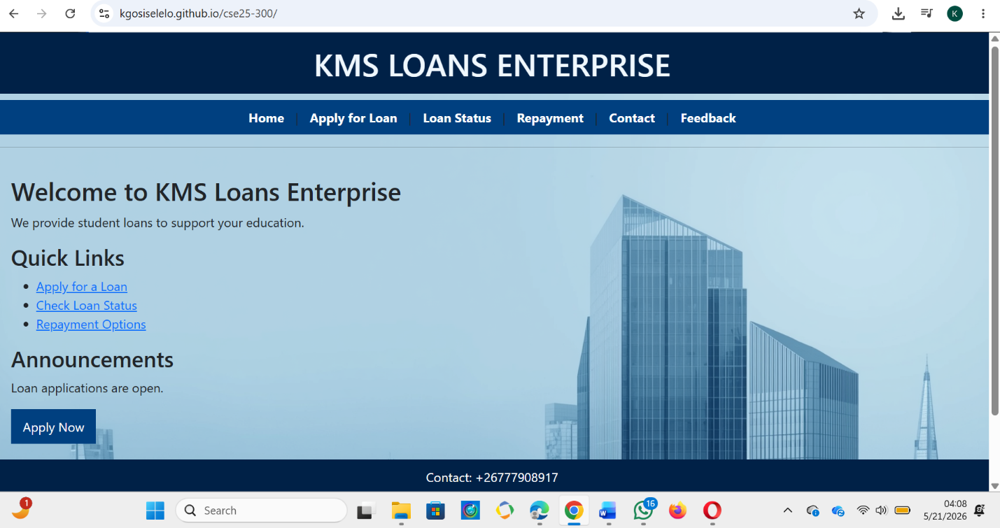 kgosiselelo.github.io/cse25-300/
K
KMS LOANS ENTERPRISE
Home | Apply for Loan | Loan Status | Repayment | Contact | Feedback
Welcome to KMS Loans Enterprise
We provide student loans to support your education.
Quick Links
Apply for a Loan
Check Loan Status
Repayment Options
Announcements
Loan applications are open.
Apply Now
Contact: +26777908917
1
Search
W
16
04:08
5/21/2026